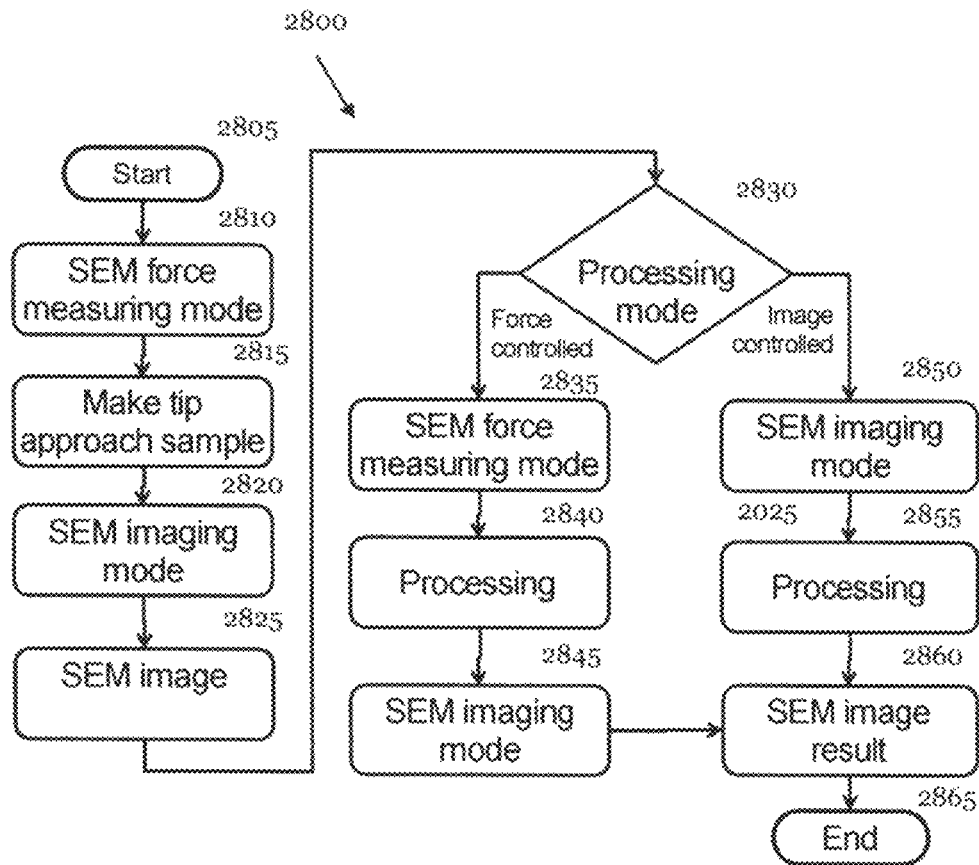 2800
2805
Start
2810
SEM force
measuring mode
2815
Make tip
approach sample
2820
SEM imaging
mode
2825
SEM image
2830
Processing
mode
Force
controlled
Image
controlled
2835
SEM force
measuring mode
2840
Processing
2845
SEM imaging
mode
2850
SEM imaging
mode
2025
2855
Processing
2860
SEM image
result
2865
End